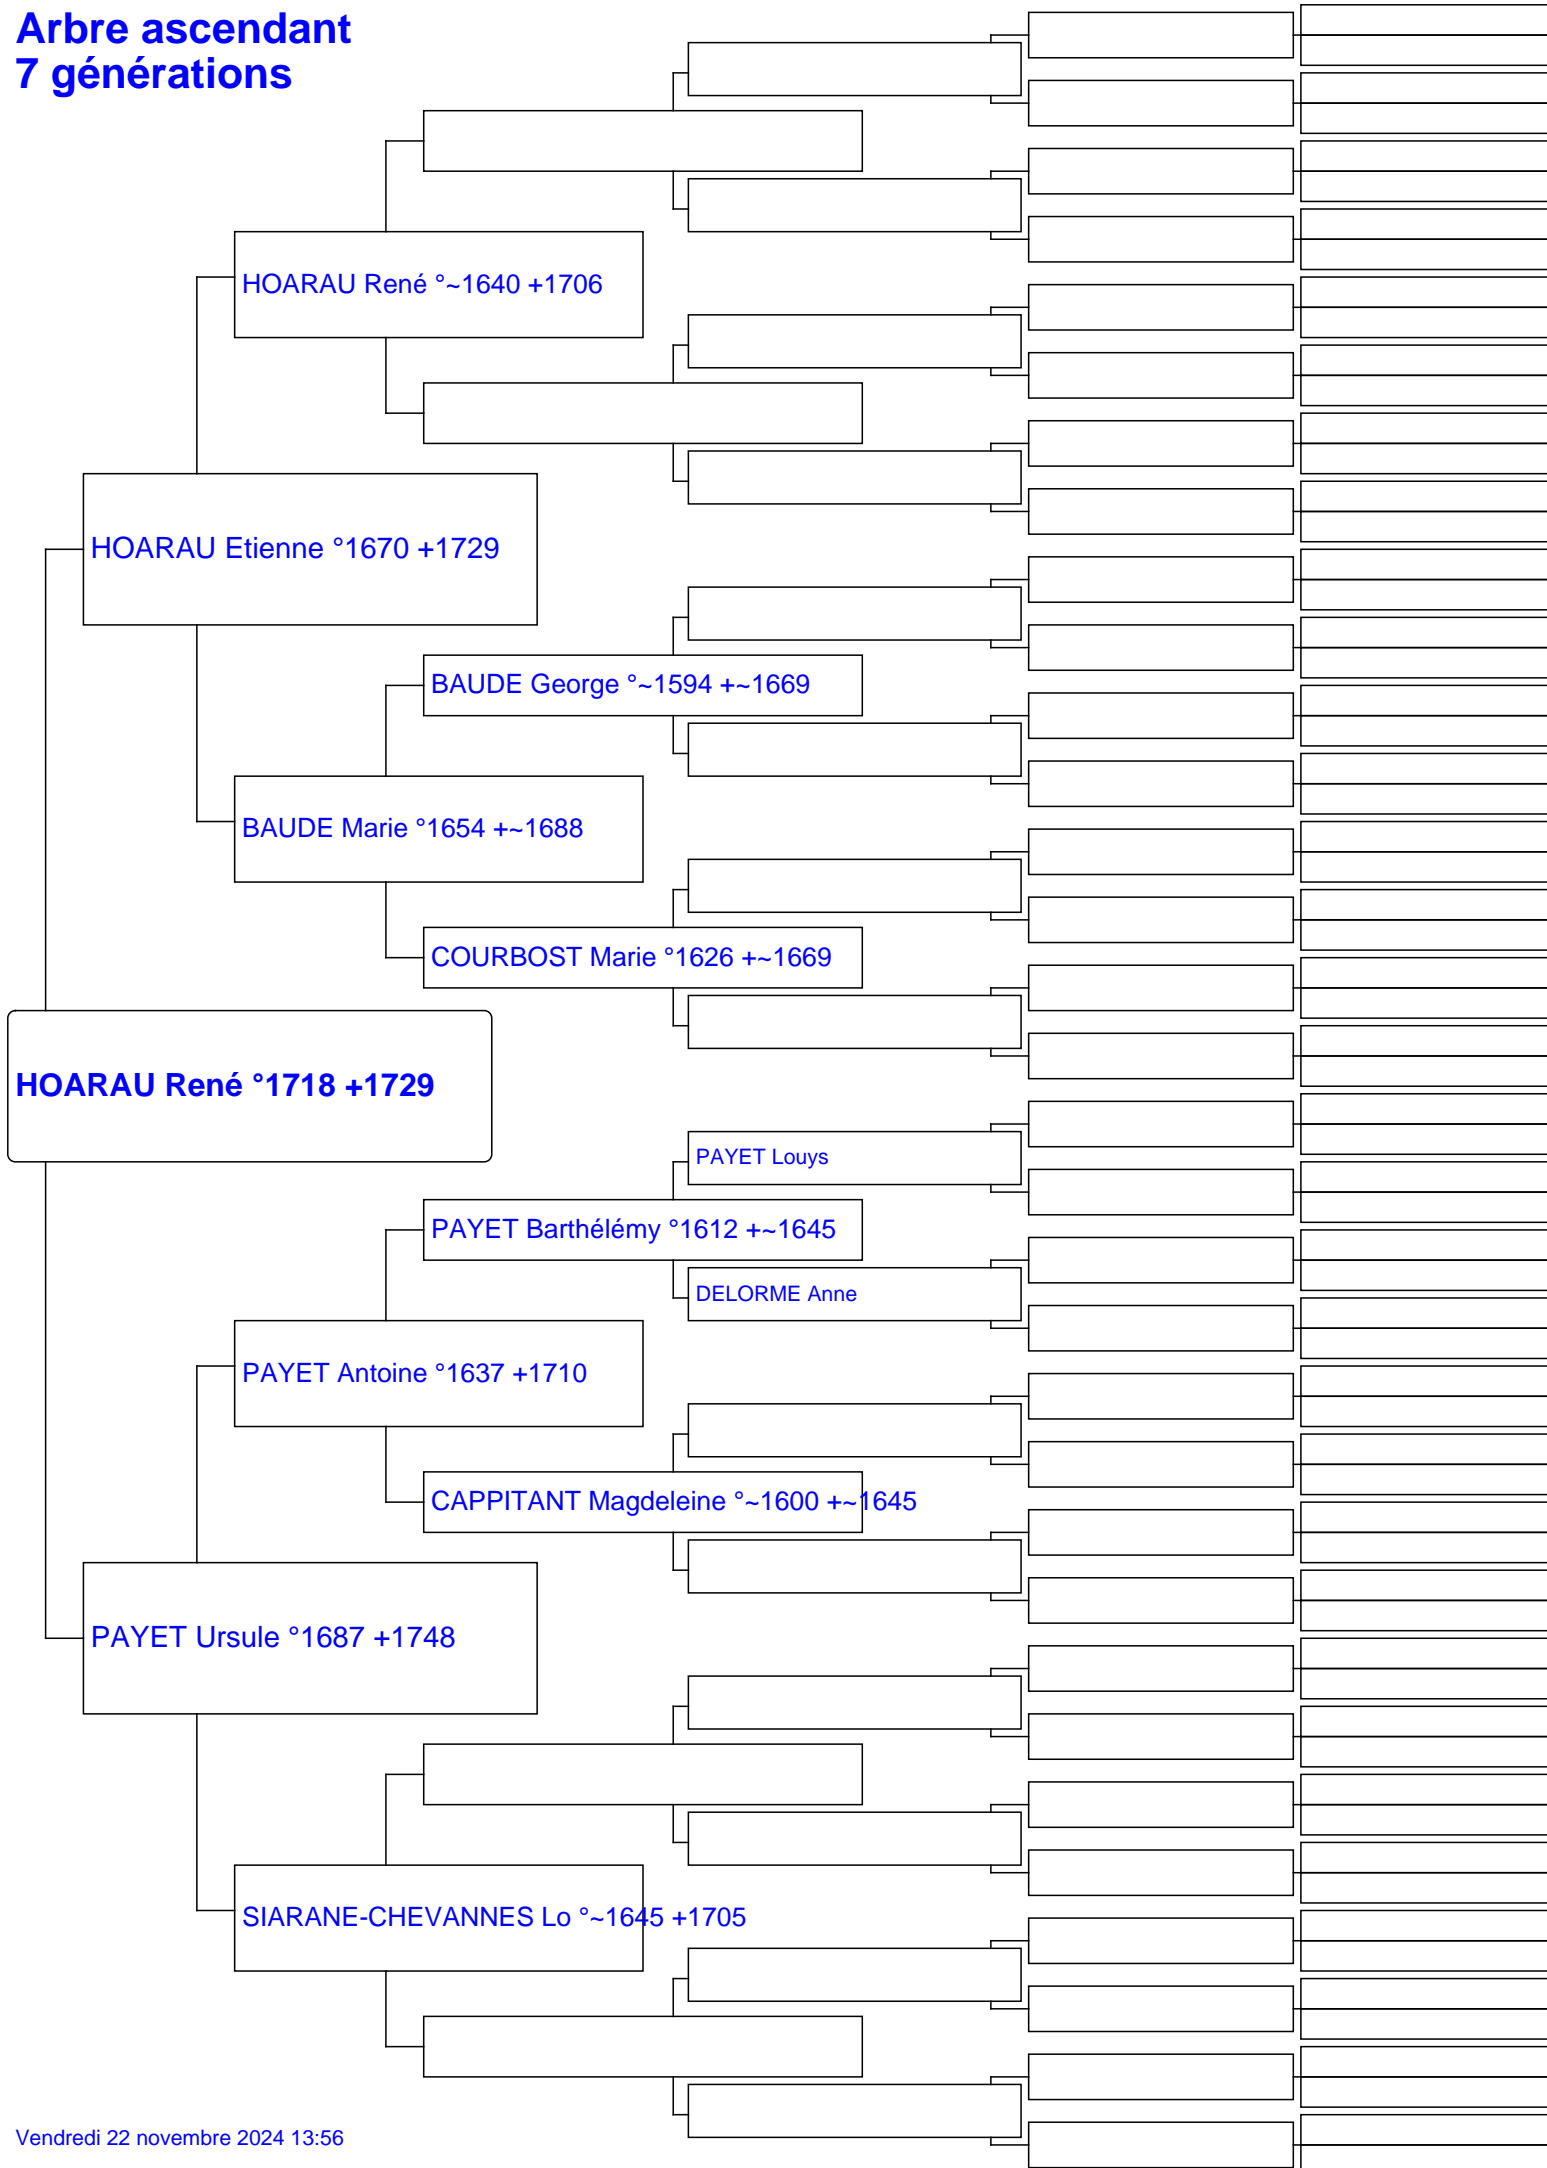 Arbre ascendant
7 générations
HOARAU René °~1640 +1706
HOARAU Etienne °1670 +1729
BAUDE George °~1594 +~1669
BAUDE Marie °1654 +~1688
COURBOST Marie °1626 +~1669
HOARAU René °1718 +1729
PAYET Louys
PAYET Barthélémy °1612 +~1645
DELORME Anne
PAYET Antoine °1637 +1710
CAPPITANT Magdeleine °~1600 +~1645
PAYET Ursule °1687 +1748
SIARANE-CHEVANNES Lo °~1645 +1705
Vendredi 22 novembre 2024 13:56